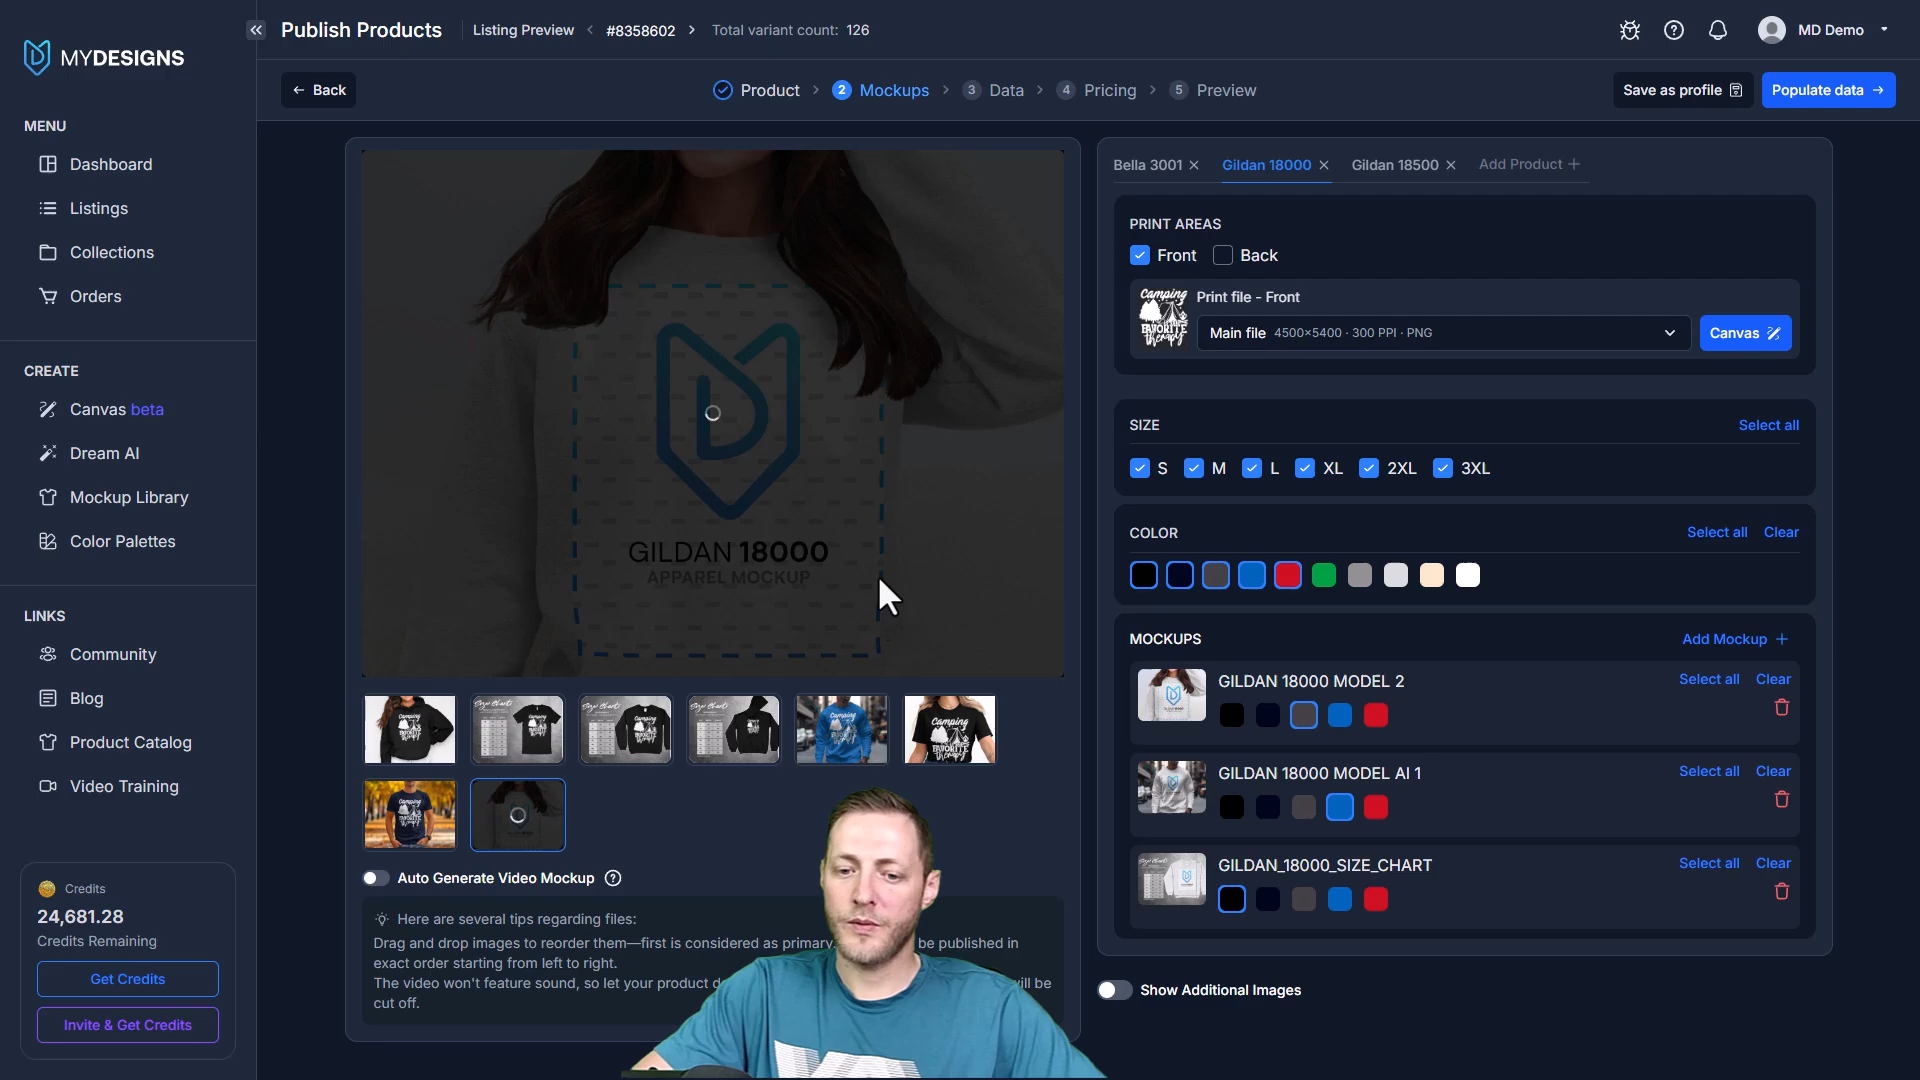 Publish Products
Listing Preview
#8358602
Total variant count: 126
MD Demo
MYDESIGNS
Back
Product
2 Mockups
3 Data
4 Pricing
5 Preview
Save as profile
Populate data
MENU
Dashboard
Listings
Collections
Orders
CREATE
Canvas beta
Dream AI
Mockup Library
Color Palettes
LINKS
Community
Blog
Product Catalog
Video Training
Credits
24,681.28
Credits Remaining
Get Credits
Invite & Get Credits
GILDAN 18000
APPAREL MOCKUP
Auto Generate Video Mockup
Here are several tips regarding files:
Drag and drop images to reorder them—first is considered as primary. be published in
exact order starting from left to right.
The video won't feature sound, so let your product be
cut off.
Bella 3001
Gildan 18000
Gildan 18500
Add Product
PRINT AREAS
Front
Back
Camping
FAVORITE
therapy
Print file - Front
Main file 4500×5400 · 300 PPI · PNG
Canvas
SIZE
Select all
S
M
L
XL
2XL
3XL
COLOR
Select all
Clear
MOCKUPS
Add Mockup
GILDAN 18000 MODEL 2
Select all
Clear
GILDAN 18000 MODEL AI 1
Select all
Clear
GILDAN_18000_SIZE_CHART
Select all
Clear
Show Additional Images